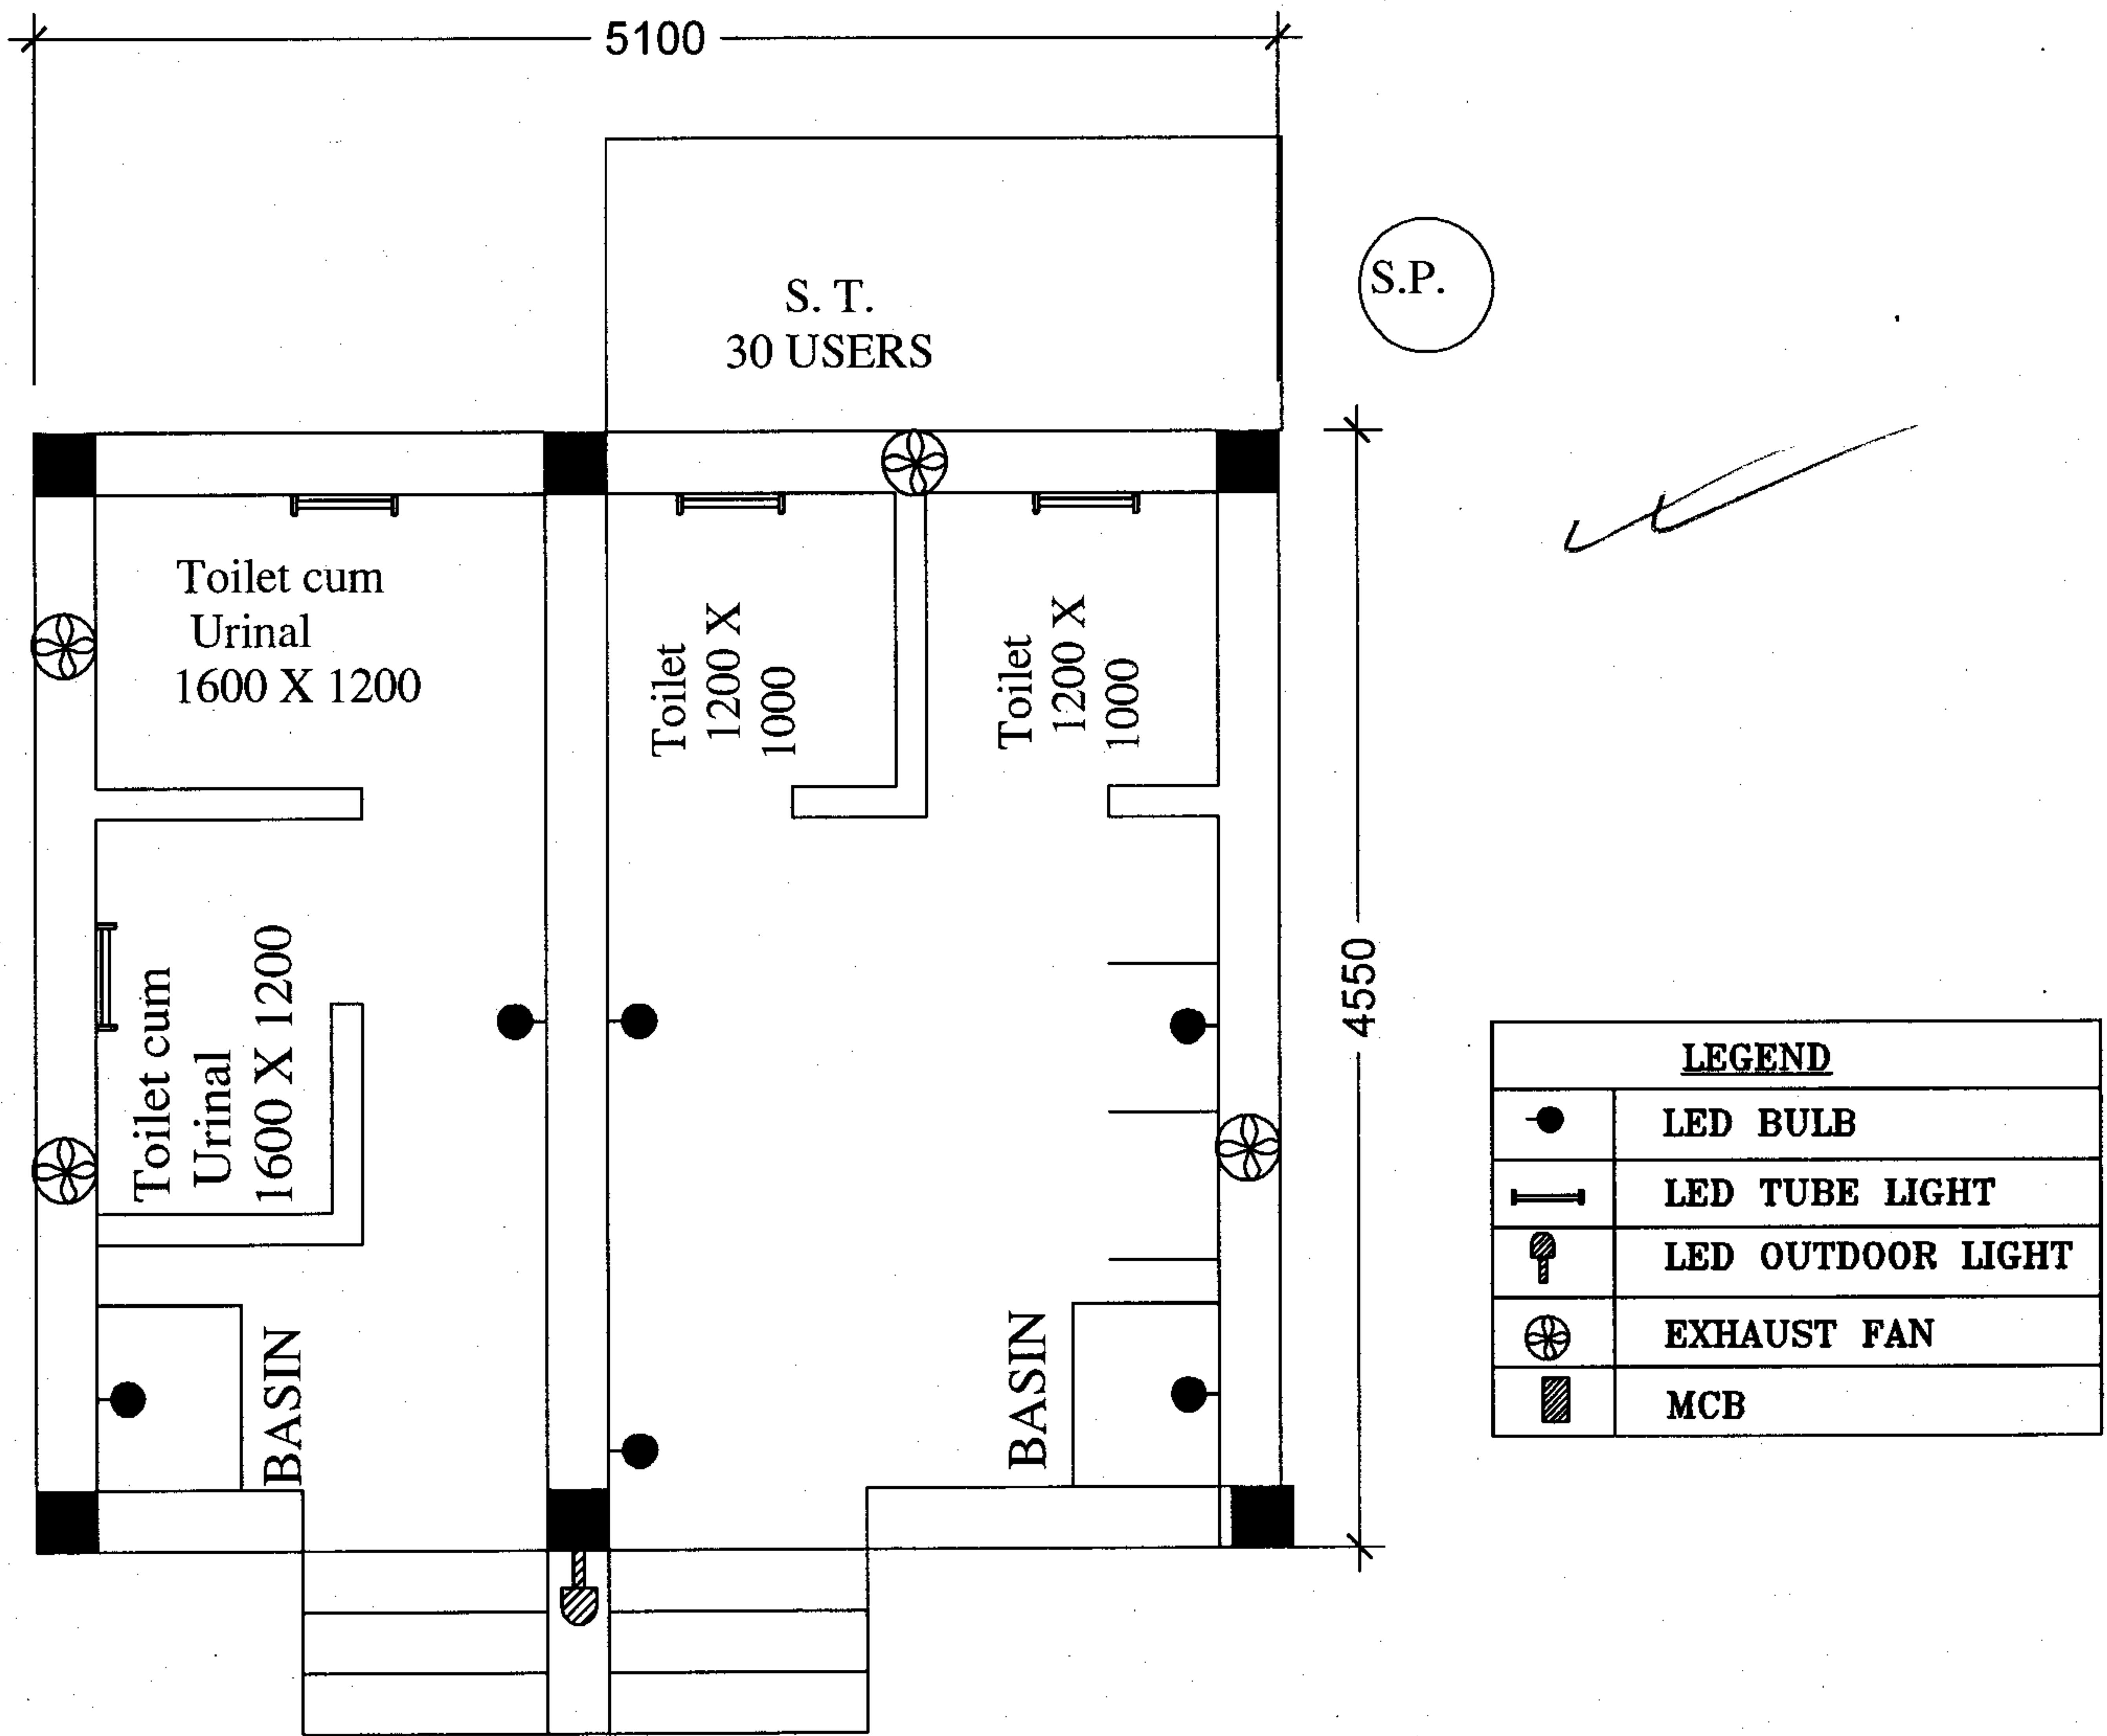 5100
S. T.
30 USERS
S.P.
Toilet cum
Urinal
1600 X 1200
Toilet
1200 X
1000
Toilet
1200 X
1000
Toilet cum
Urinal
1600 X 1200
4550
BASIN
BASIN
LEGEND
LED BULB
LED TUBE LIGHT
LED OUTDOOR LIGHT
EXHAUST FAN
MCB